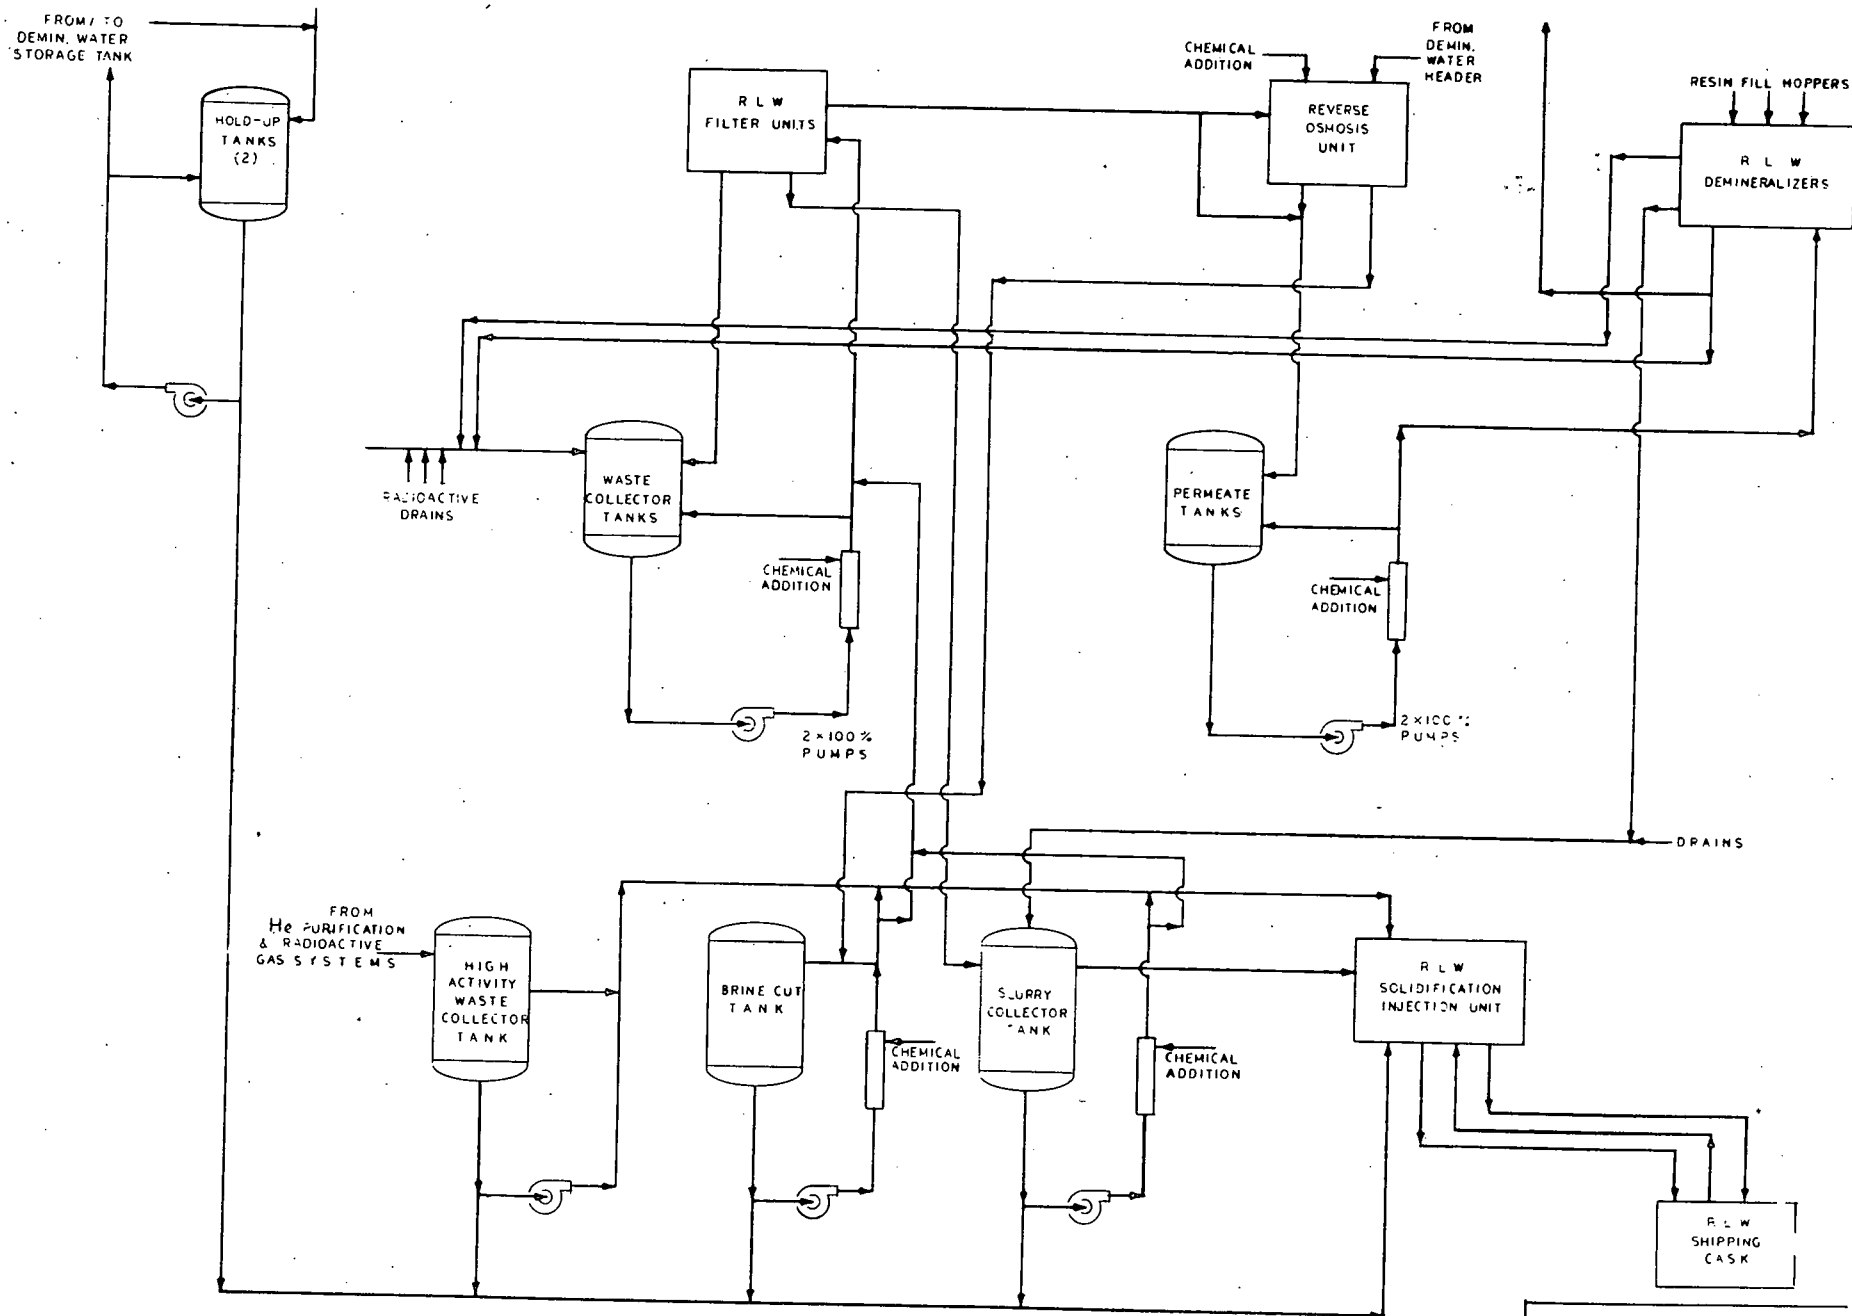 FROM / TO
DEMIN. WATER
STORAGE TANK
HOLD-UP
TANKS
(2)
R L W
FILTER UNITS
CHEMICAL
ADDITION
FROM
DEMIN.
WATER
HEADER
REVERSE
OSMOSIS
UNIT
RESIN FILL HOPPERS
R L W
DEMINERALIZERS
RADIOACTIVE
DRAINS
WASTE
COLLECTOR
TANKS
CHEMICAL
ADDITION
2 × 100 %
PUMPS
PERMEATE
TANKS
CHEMICAL
ADDITION
2 × 100 %
PUMPS
DRAINS
FROM
He PURIFICATION
& RADIOACTIVE
GAS SYSTEMS
HIGH
ACTIVITY
WASTE
COLLECTOR
TANK
BRINE CUT
TANK
CHEMICAL
ADDITION
SLURRY
COLLECTOR
TANK
CHEMICAL
ADDITION
R L W
SOLIDIFICATION
INJECTION UNIT
R L W
SHIPPING
CASK